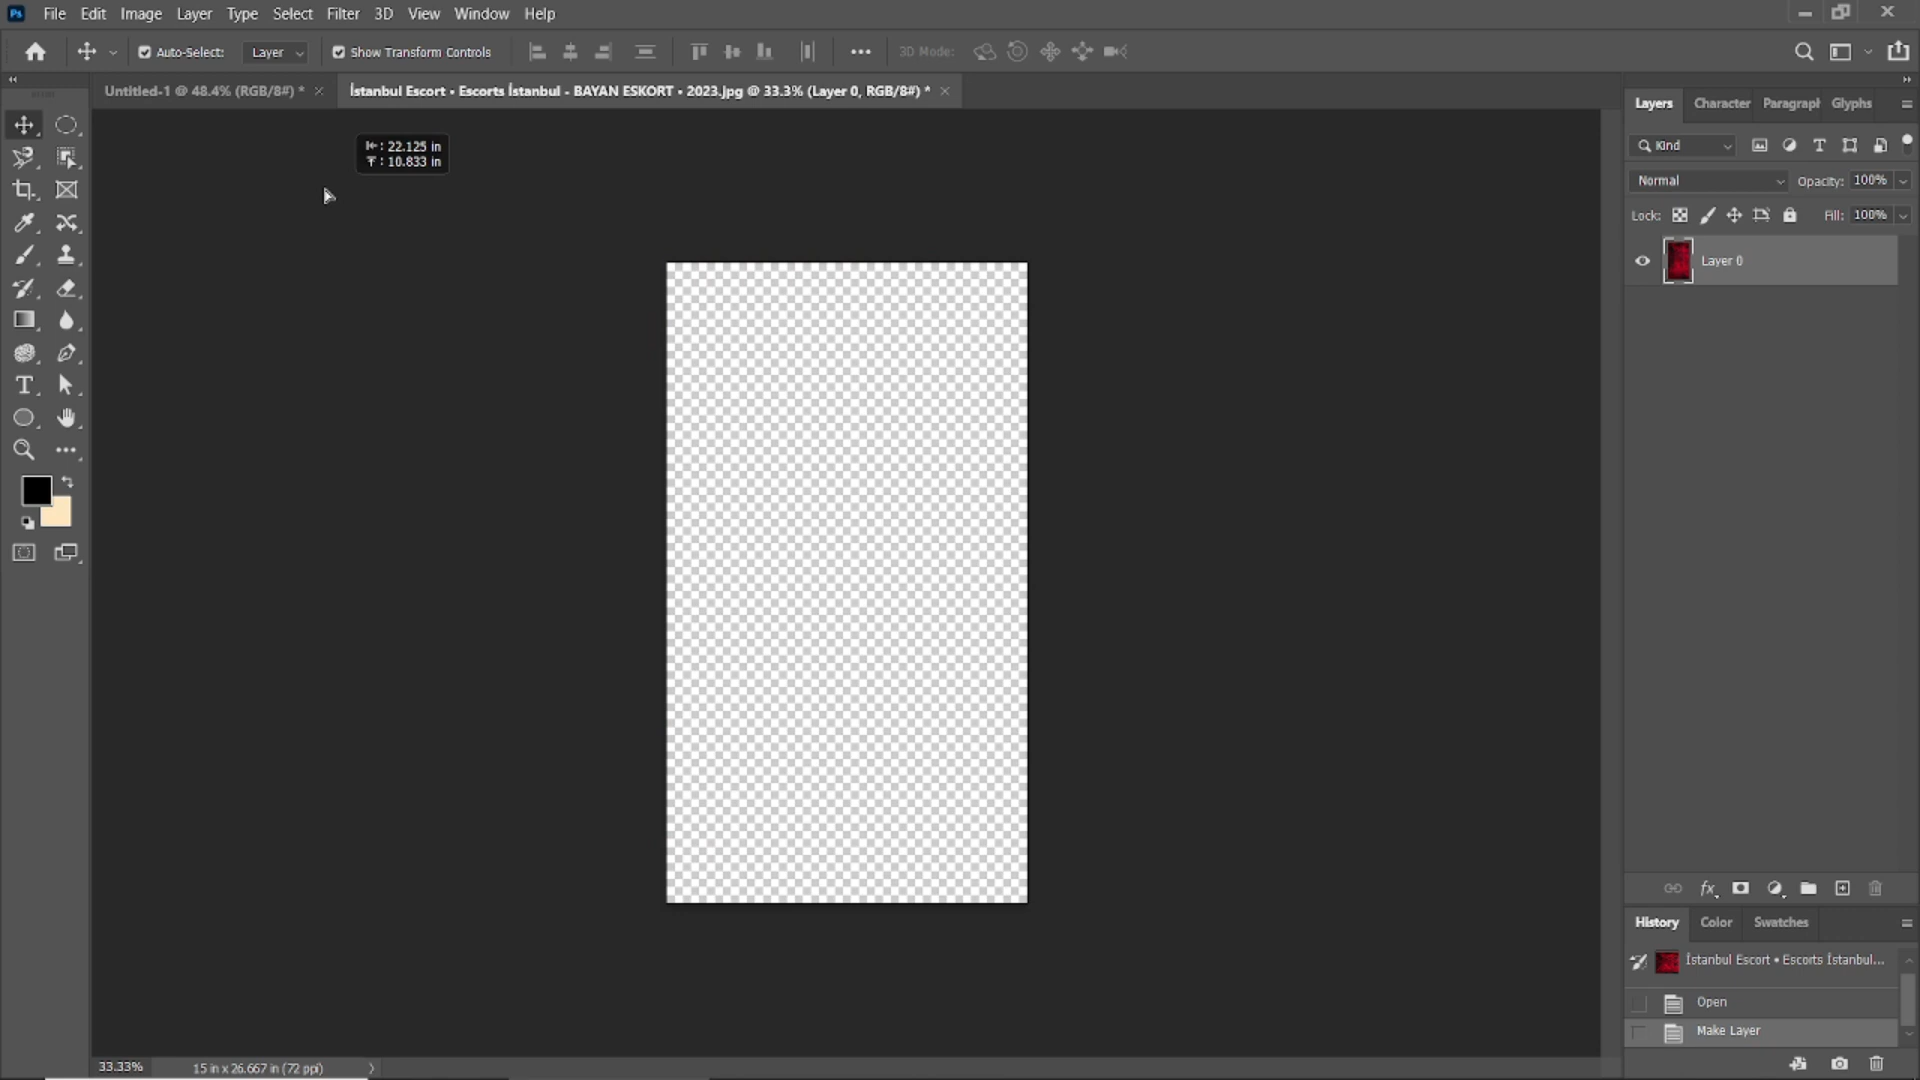 File Edit Image Layer Type Select Filter 3D View Window Help
Auto-Select: Layer Show Transform Controls 3D Mode:
Untitled-1 @ 48.4% (RGB/8#) * × İstanbul Escort • Escorts İstanbul - BAYAN ESKORT • 2023.jpg @ 33.3% (Layer 0, RGB/8#) * ×
Layers Character Paragraph Glyphs
: 22.125 in
: 10.833 in
Kind
Normal Opacity: 100%
Lock: Fill: 100%
Layer 0
fx
History Color Swatches
İstanbul Escort • Escorts İstanbul...
Open
Make Layer
33.33% 15 in x 26.667 in (72 ppi)